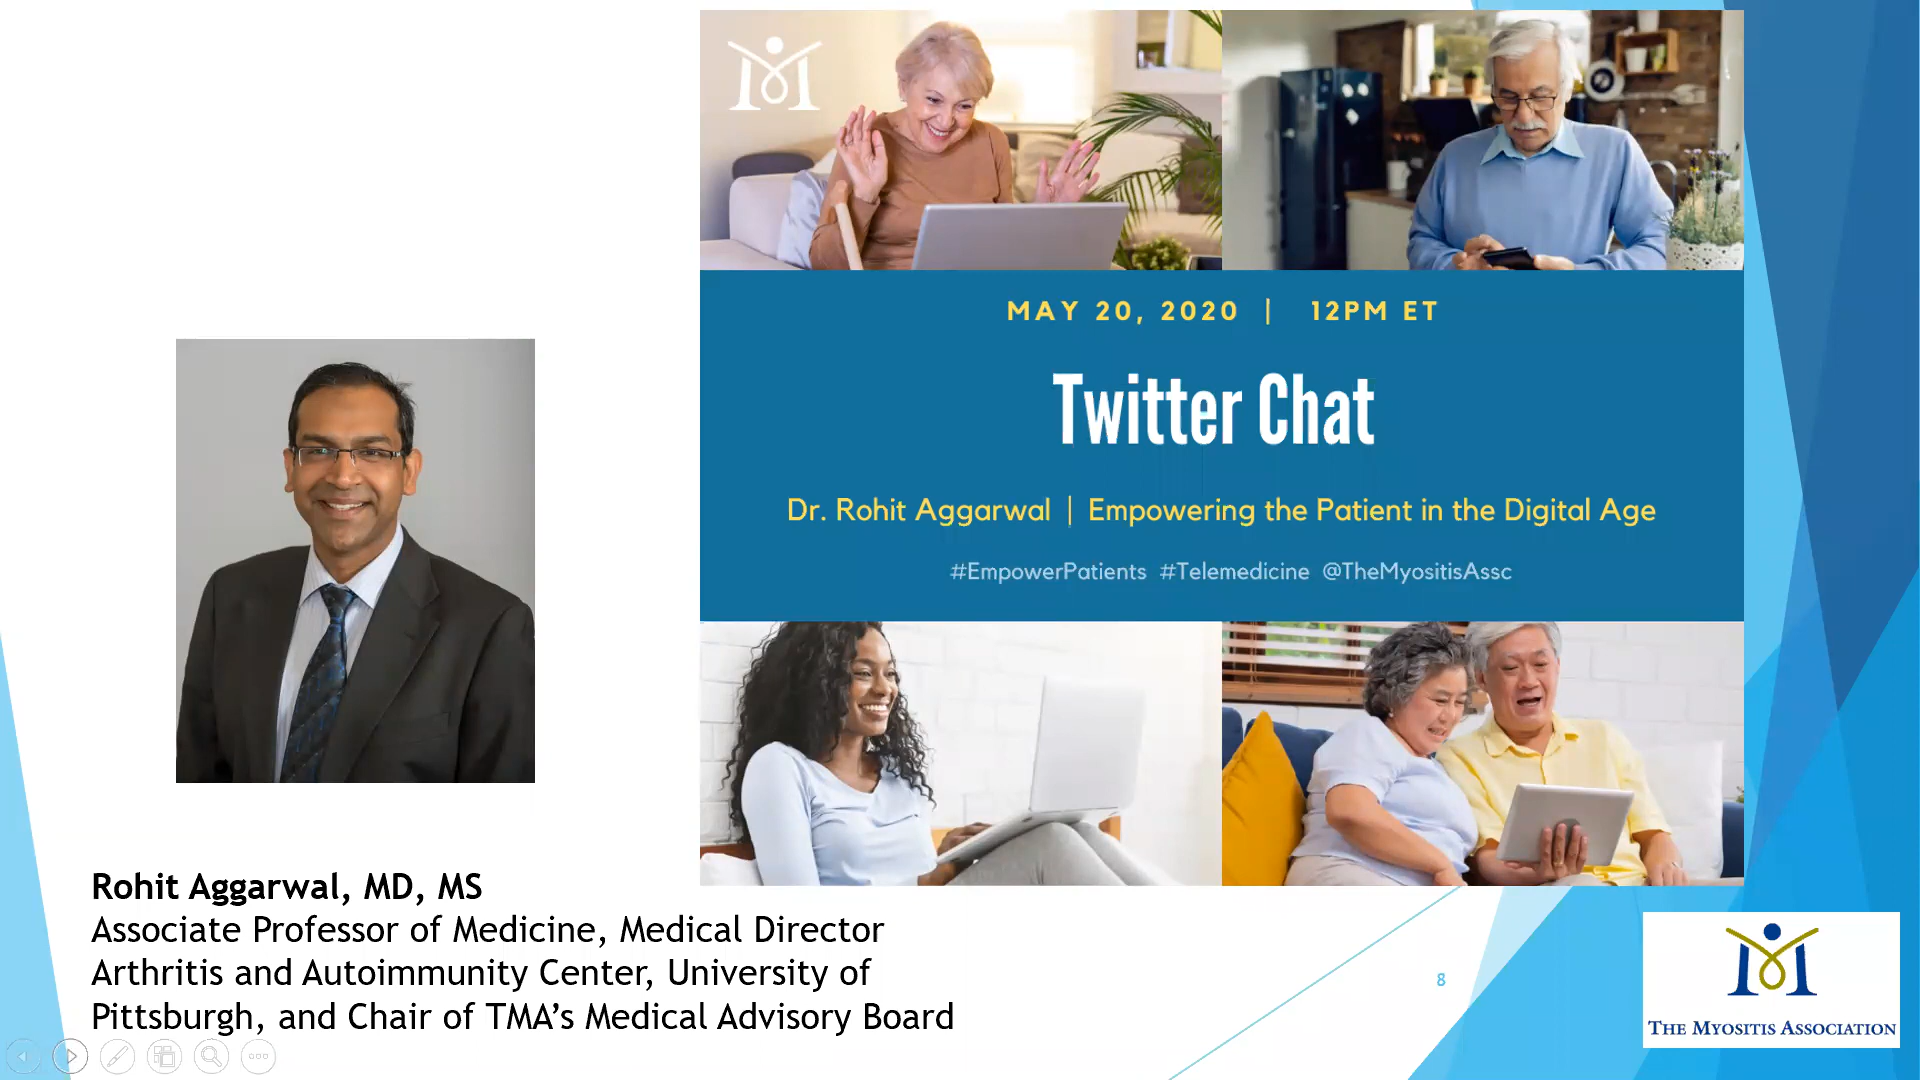 MAY 20, 2020 | 12PM ET
Twitter Chat
Dr. Rohit Aggarwal | Empowering the Patient in the Digital Age
#EmpowerPatients #Telemedicine @TheMyositisAssc
Rohit Aggarwal, MD, MS
Associate Professor of Medicine, Medical Director
Arthritis and Autoimmunity Center, University of
Pittsburgh, and Chair of TMA’s Medical Advisory Board
8
THE MYOSITIS ASSOCIATION